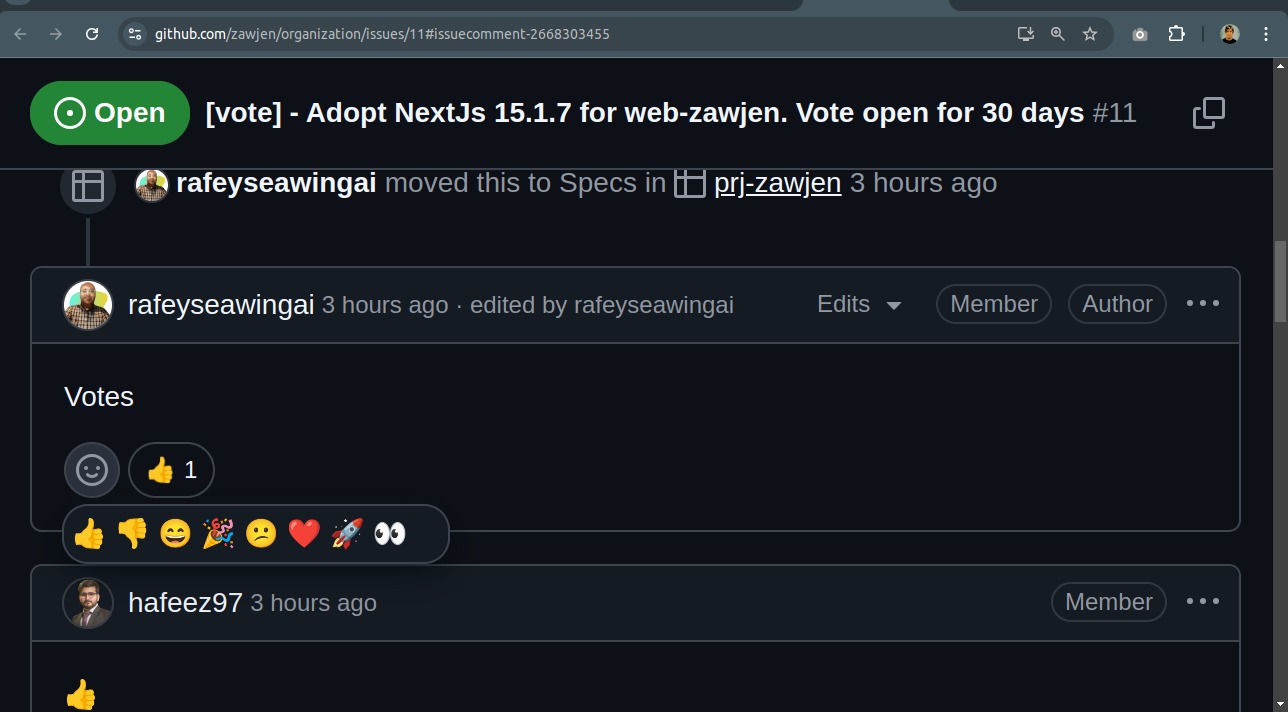 github.com/zawjen/organization/issues/11#issuecomment-2668303455
Open [vote] - Adopt NextJs 15.1.7 for web-zawjen. Vote open for 30 days #11
rafeyseawingai moved this to Specs in prj-zawjen 3 hours ago
rafeyseawingai 3 hours ago · edited by rafeyseawingai Edits Member Author
Votes
👍 1
👍 👎 😄 🎉 😕 ❤️ 🚀 👀
hafeez97 3 hours ago Member
👍